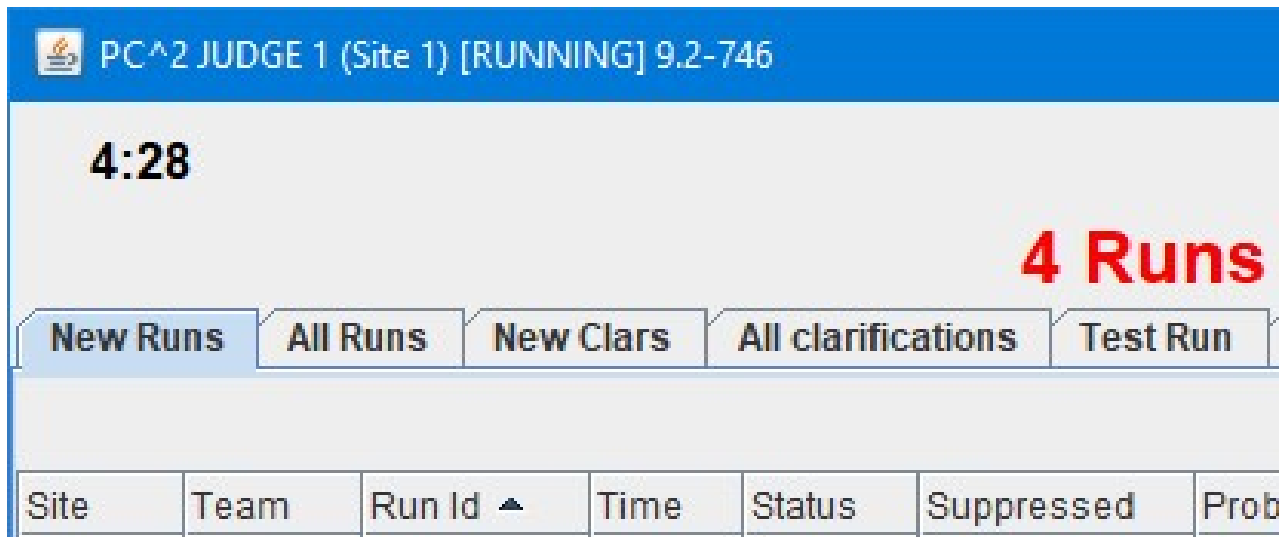 PC^2 JUDGE 1 (Site 1) [RUNNING] 9.2-746
4:28
4 Runs
New Runs All Runs New Clars All clarifications Test Run
Site Team Run Id Time Status Suppressed Prob